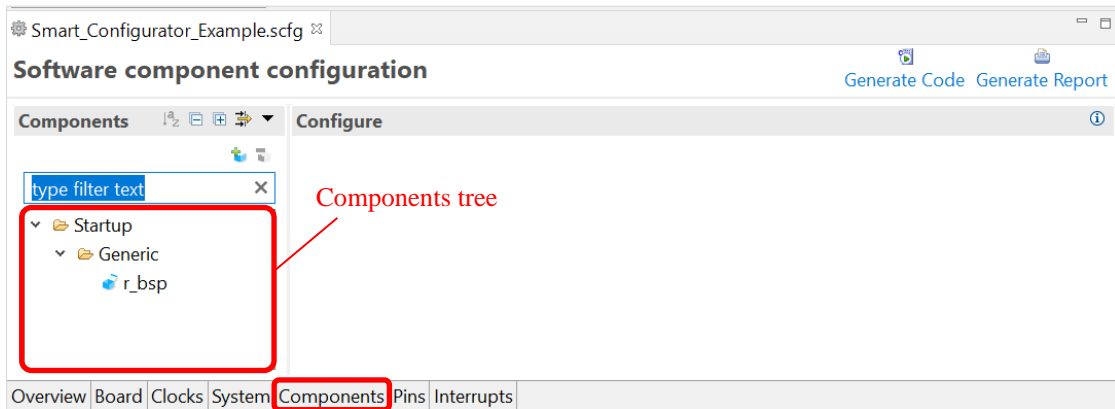 Smart_Configurator_Example.scfg
Software component configuration
Generate Code Generate Report
Components
Configure
type filter text
Components tree
Startup
Generic
r_bsp
Overview Board Clocks System Components Pins Interrupts